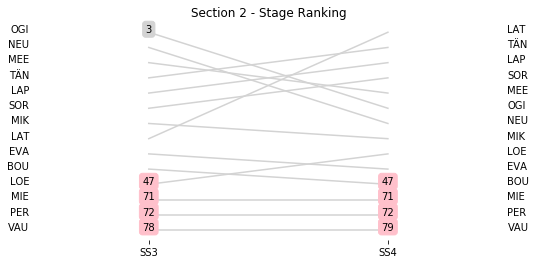 Section 2 - Stage Ranking
OGI 3 LAT
NEU TÄN
MEE LAP
TÄN SOR
LAP MEE
SOR OGI
MIK NEU
LAT MIK
EVA LOE
BOU EVA
LOE 47 47 BOU
MIE 71 71 MIE
PER 72 72 PER
VAU 78 79 VAU
SS3 SS4